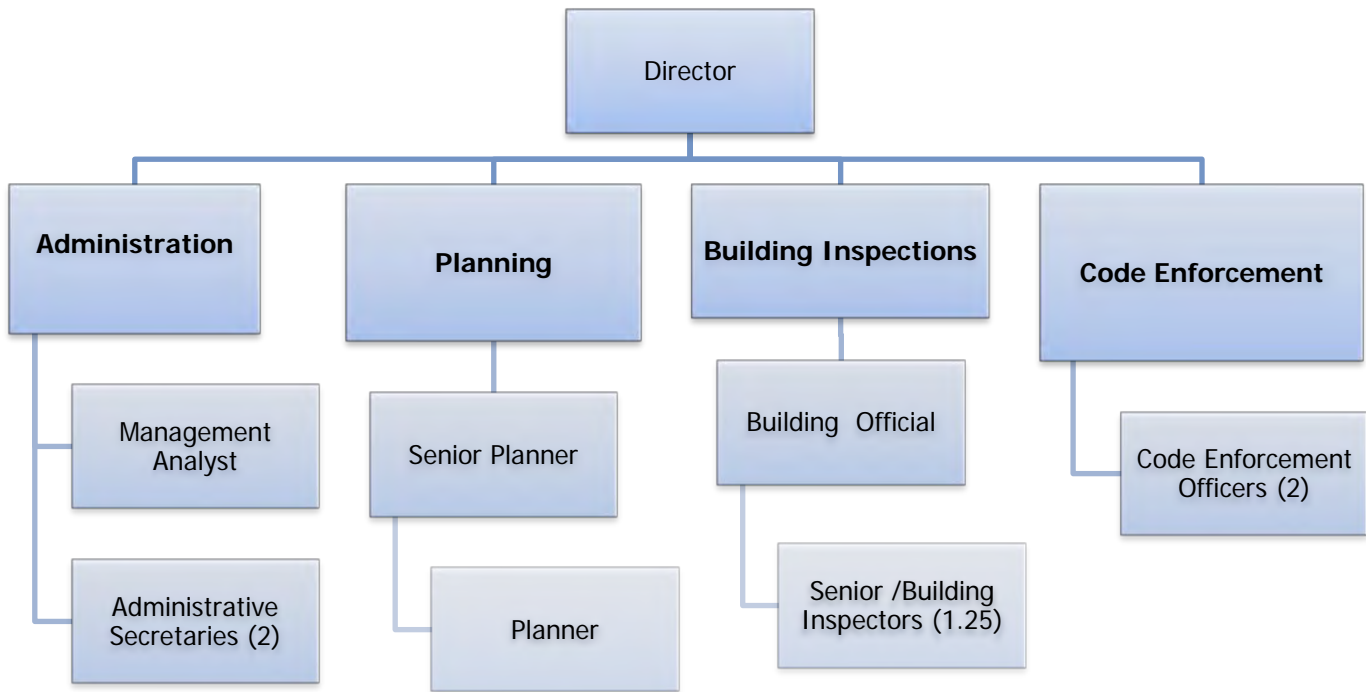 Director
Administration
Planning
Building Inspections
Code Enforcement
Management
Analyst
Senior Planner
Building Official
Code Enforcement
Officers (2)
Administrative
Secretaries (2)
Planner
Senior /Building
Inspectors (1.25)